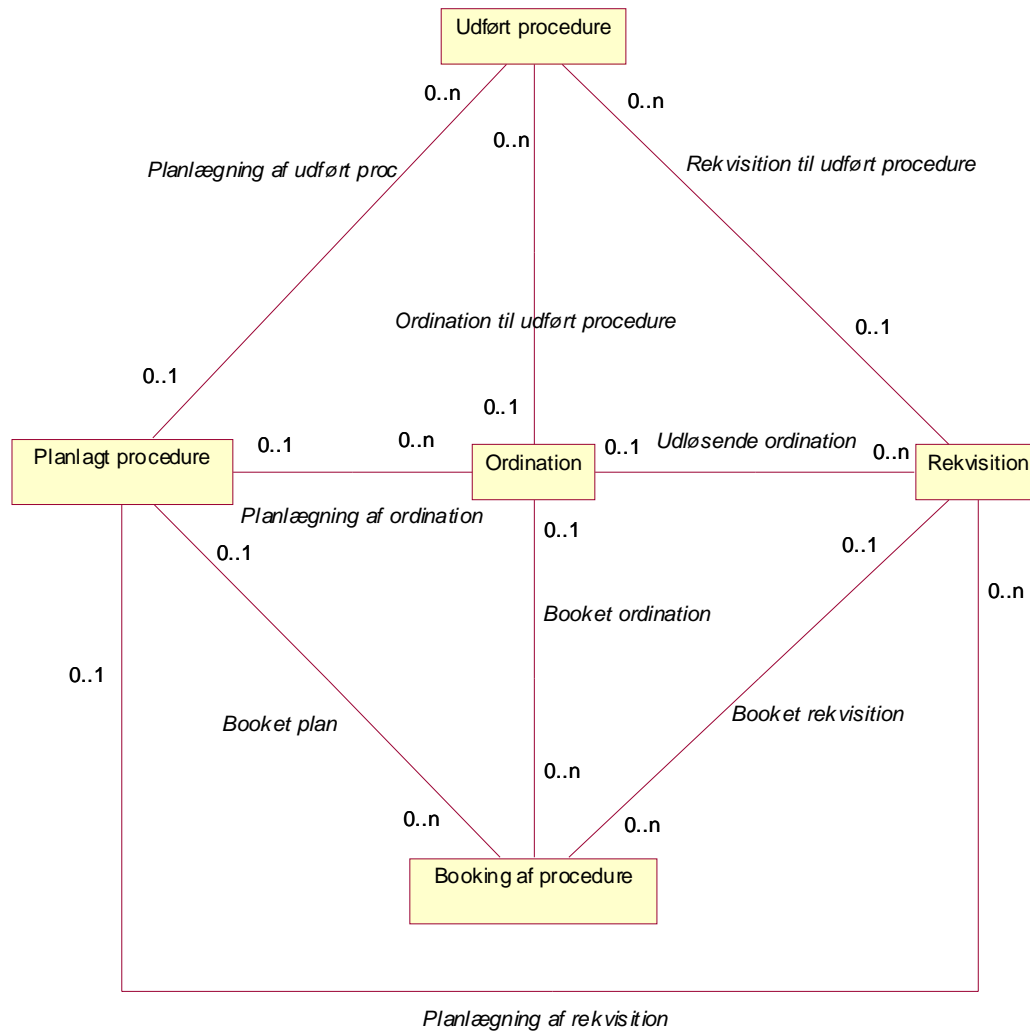 Udført procedure
0..n
0..n
0..n
Planlægning af udført proc
Rekvisition til udført procedure
Ordination til udført procedure
0..1
0..1
0..1
Planlagt procedure
0..1
0..n
Ordination
0..1
Udløsende ordination
0..n
Rekvisition
Planlægning af ordination
0..1
0..1
0..1
0..n
Booket ordination
0..1
Booket plan
Booket rekvisition
0..n
0..n
0..n
Booking af procedure
Planlægning af rekvisition